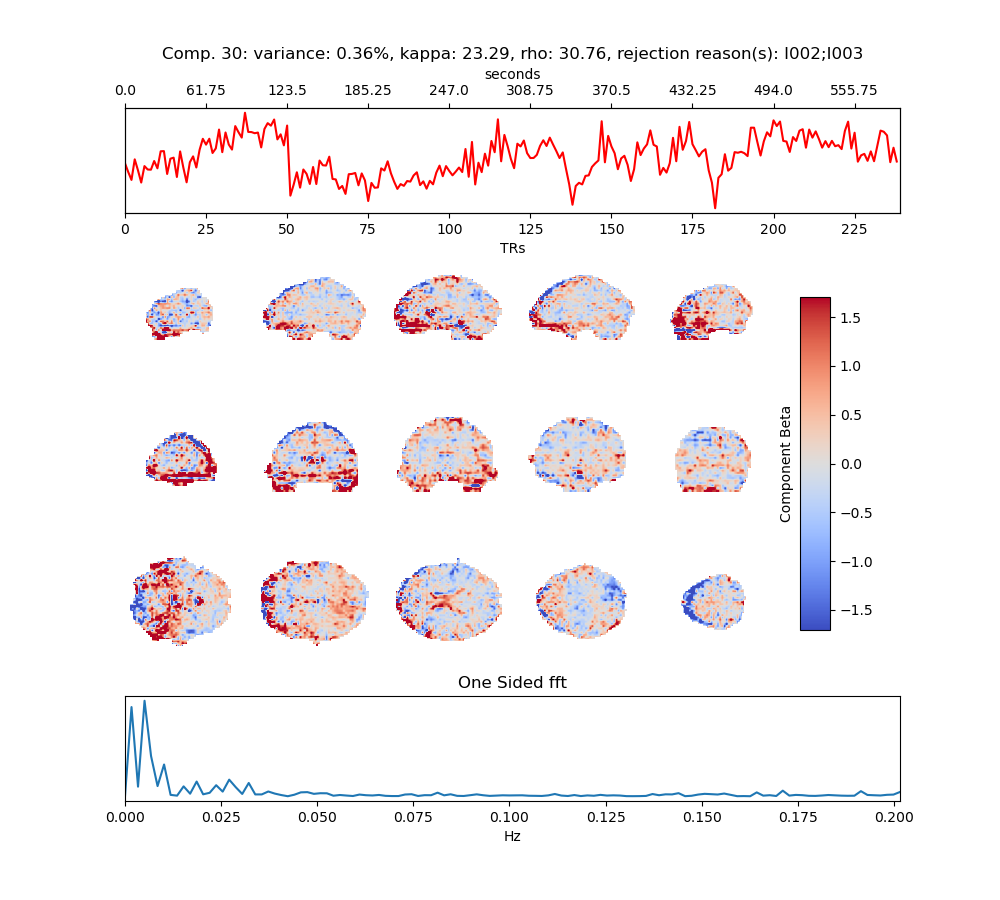 Comp. 30: variance: 0.36%, kappa: 23.29, rho: 30.76, rejection reason(s): I002;I003
seconds
0.0 61.75 123.5 185.25 247.0 308.75 370.5 432.25 494.0 555.75
0 25 50 75 100 125 150 175 200 225
TRs
1.5
1.0
0.5
0.0
−0.5
−1.0
−1.5
Component Beta
One Sided fft
0.000 0.025 0.050 0.075 0.100 0.125 0.150 0.175 0.200
Hz